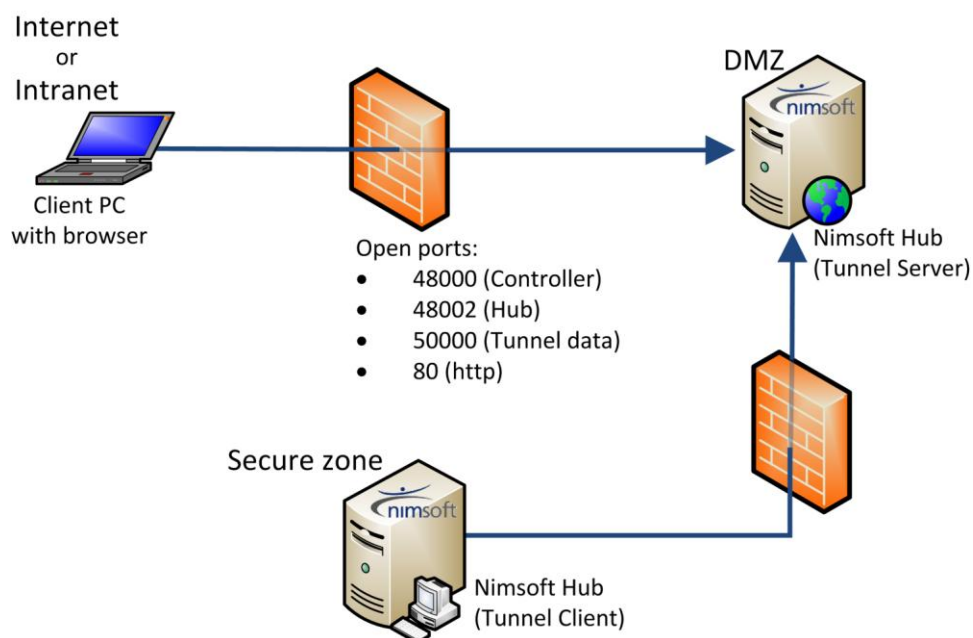 Internet
or
Intranet
Client PC
with browser
DMZ
nimsoft
Nimsoft Hub
(Tunnel Server)
Open ports:
• 48000 (Controller)
• 48002 (Hub)
• 50000 (Tunnel data)
• 80 (http)
Secure zone
nimsoft
Nimsoft Hub
(Tunnel Client)